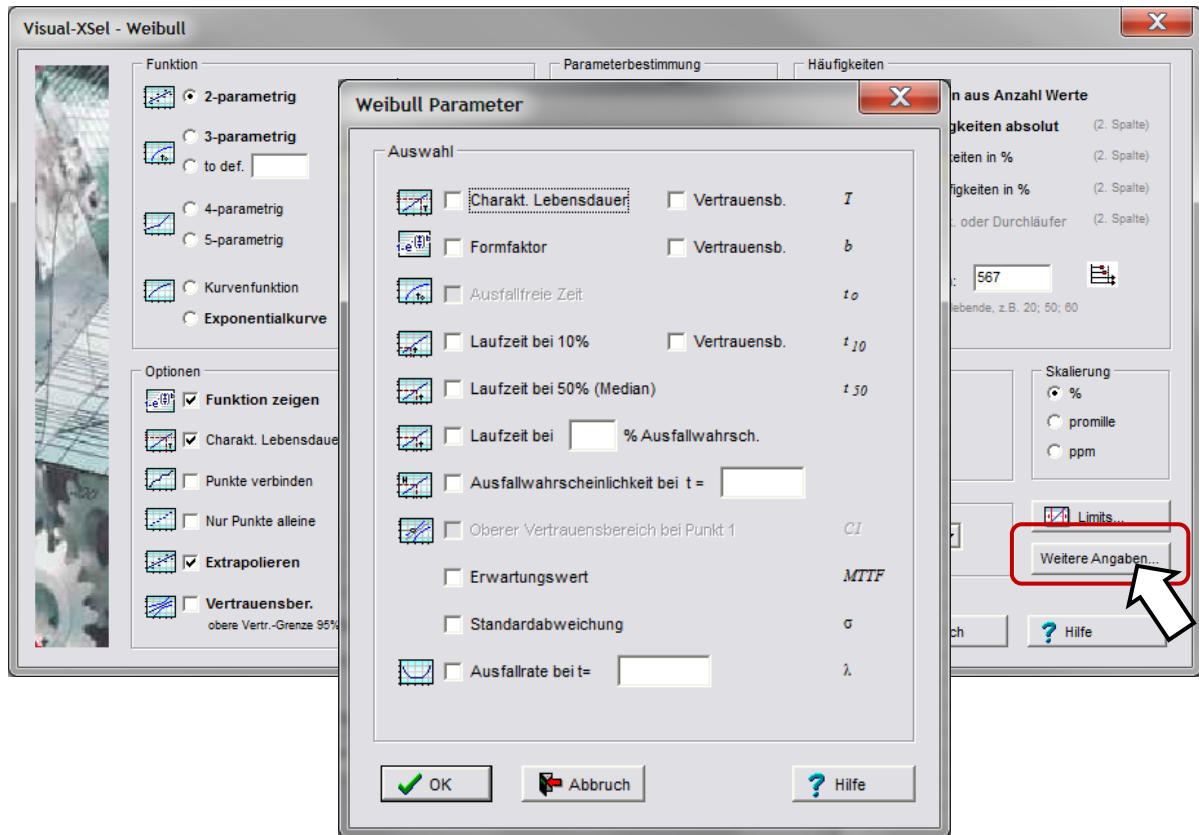 Visual-XSel - Weibull
Funktion
2-parametrig
3-parametrig
to def.
4-parametrig
5-parametrig
Kurvenfunktion
Exponentialkurve
Optionen
Funktion zeigen
Charakt. Lebensdaue
Punkte verbinden
Nur Punkte alleine
Extrapolieren
Vertrauensber.
obere Vertr.-Grenze 95%
Parameterbestimmung
Häufigkeiten
n aus Anzahl Werte
gkeiten absolut (2. Spalte)
keiten in % (2. Spalte)
figkeiten in % (2. Spalte)
. oder Durchläufer (2. Spalte)
567
lebende, z.B. 20; 50; 60
Skalierung
%
promille
ppm
Limits...
Weitere Angaben...
ch
Hilfe
Weibull Parameter
Auswahl
Charakt. Lebensdauer Vertrauensb. T
Formfaktor Vertrauensb. b
Ausfallfreie Zeit to
Laufzeit bei 10% Vertrauensb. t10
Laufzeit bei 50% (Median) t50
Laufzeit bei % Ausfallwahrsch.
Ausfallwahrscheinlichkeit bei t =
Oberer Vertrauensbereich bei Punkt 1 CI
Erwartungswert MTTF
Standardabweichung σ
Ausfallrate bei t= λ
OK
Abbruch
Hilfe